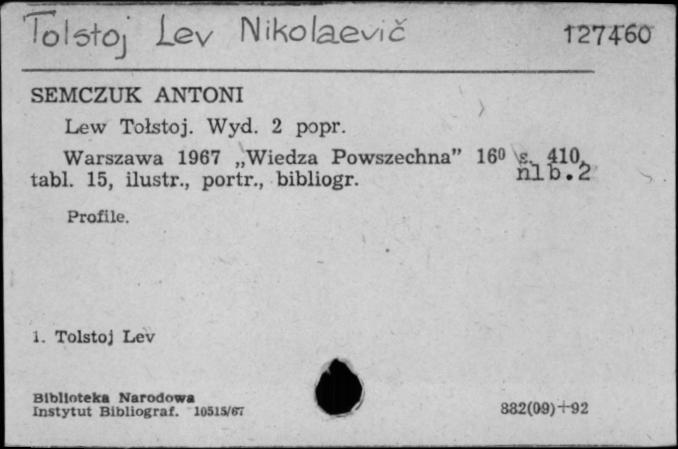 Tolstoj Lev Nikolaevič 127460
SEMCZUK ANTONI
Lew Tołstoj. Wyd. 2 popr.
Warszawa 1967 „Wiedza Powszechna” 16⁰ s. 410,
nlb.2
tabl. 15, ilustr., portr., bibliogr.
Profile.
1. Tolstoj Lev
Biblioteka Narodowa
Instytut Bibliograf. 10515/67
882(09)+92